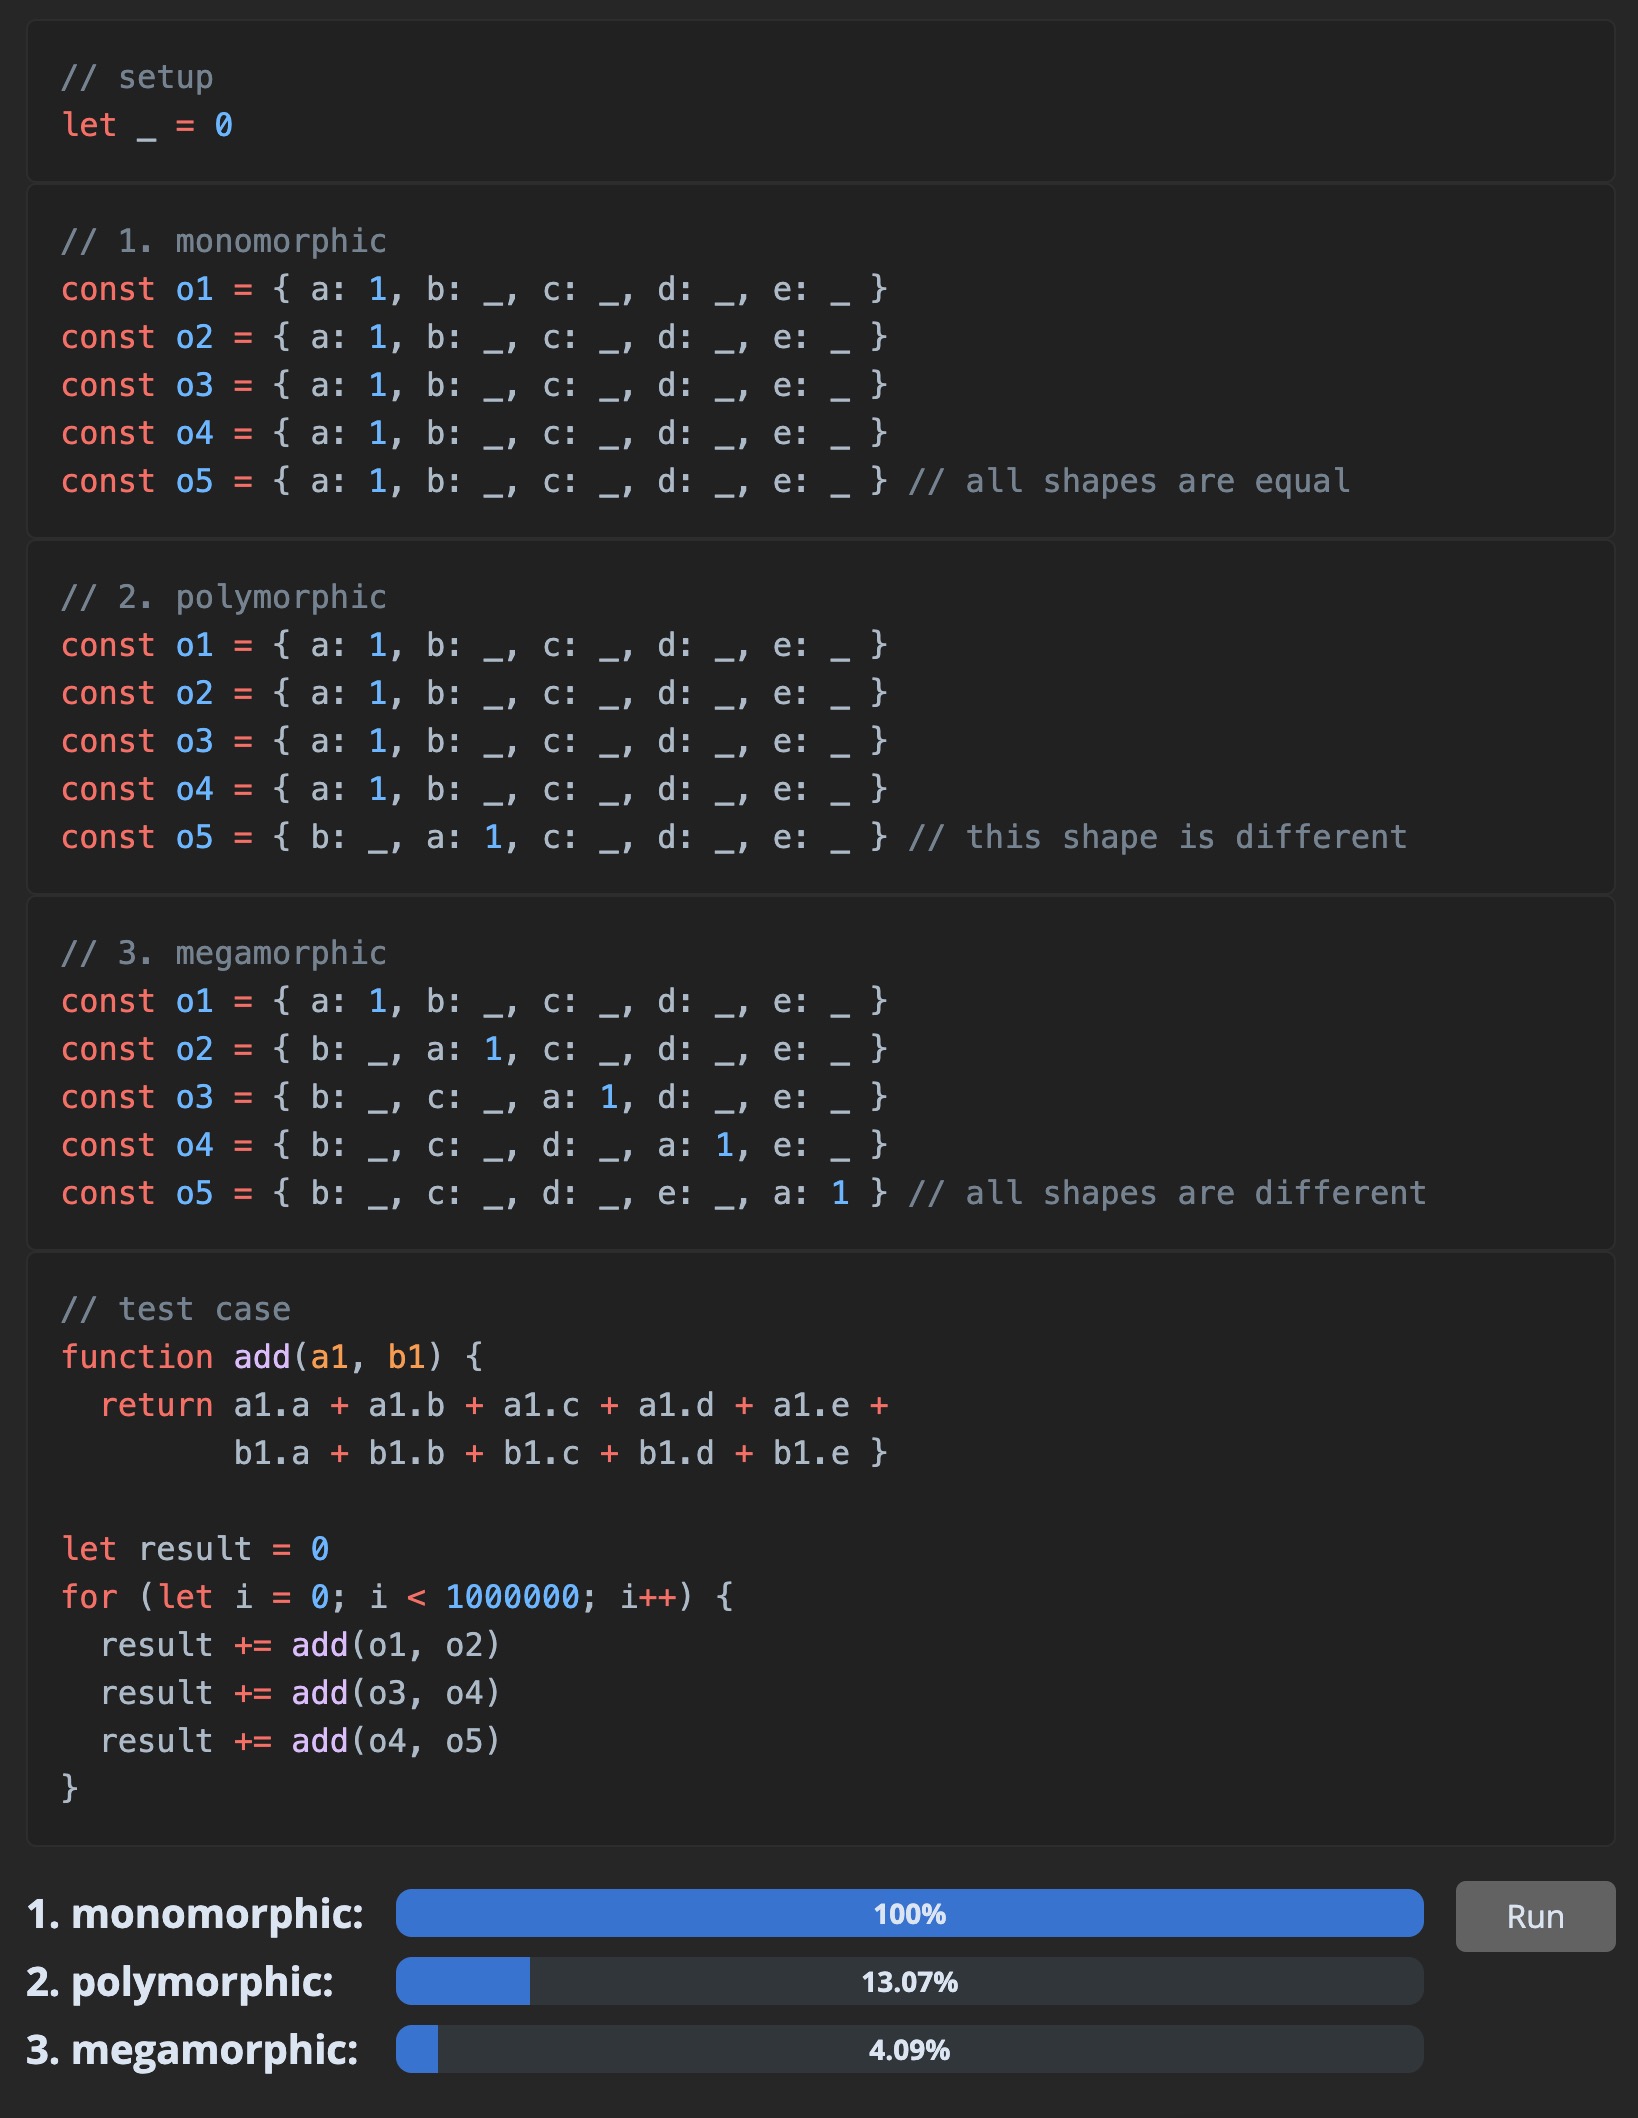 // setup
let _ = 0
// 1. monomorphic
const o1 = { a: 1, b: _, c: _, d: _, e: _ }
const o2 = { a: 1, b: _, c: _, d: _, e: _ }
const o3 = { a: 1, b: _, c: _, d: _, e: _ }
const o4 = { a: 1, b: _, c: _, d: _, e: _ }
const o5 = { a: 1, b: _, c: _, d: _, e: _ } // all shapes are equal
// 2. polymorphic
const o1 = { a: 1, b: _, c: _, d: _, e: _ }
const o2 = { a: 1, b: _, c: _, d: _, e: _ }
const o3 = { a: 1, b: _, c: _, d: _, e: _ }
const o4 = { a: 1, b: _, c: _, d: _, e: _ }
const o5 = { b: _, a: 1, c: _, d: _, e: _ } // this shape is different
// 3. megamorphic
const o1 = { a: 1, b: _, c: _, d: _, e: _ }
const o2 = { b: _, a: 1, c: _, d: _, e: _ }
const o3 = { b: _, c: _, a: 1, d: _, e: _ }
const o4 = { b: _, c: _, d: _, a: 1, e: _ }
const o5 = { b: _, c: _, d: _, e: _, a: 1 } // all shapes are different
// test case
function add(a1, b1) {
  return a1.a + a1.b + a1.c + a1.d + a1.e +
         b1.a + b1.b + b1.c + b1.d + b1.e }
let result = 0
for (let i = 0; i < 1000000; i++) {
  result += add(o1, o2)
  result += add(o3, o4)
  result += add(o4, o5)
}
1. monomorphic: 100% Run
2. polymorphic: 13.07%
3. megamorphic: 4.09%